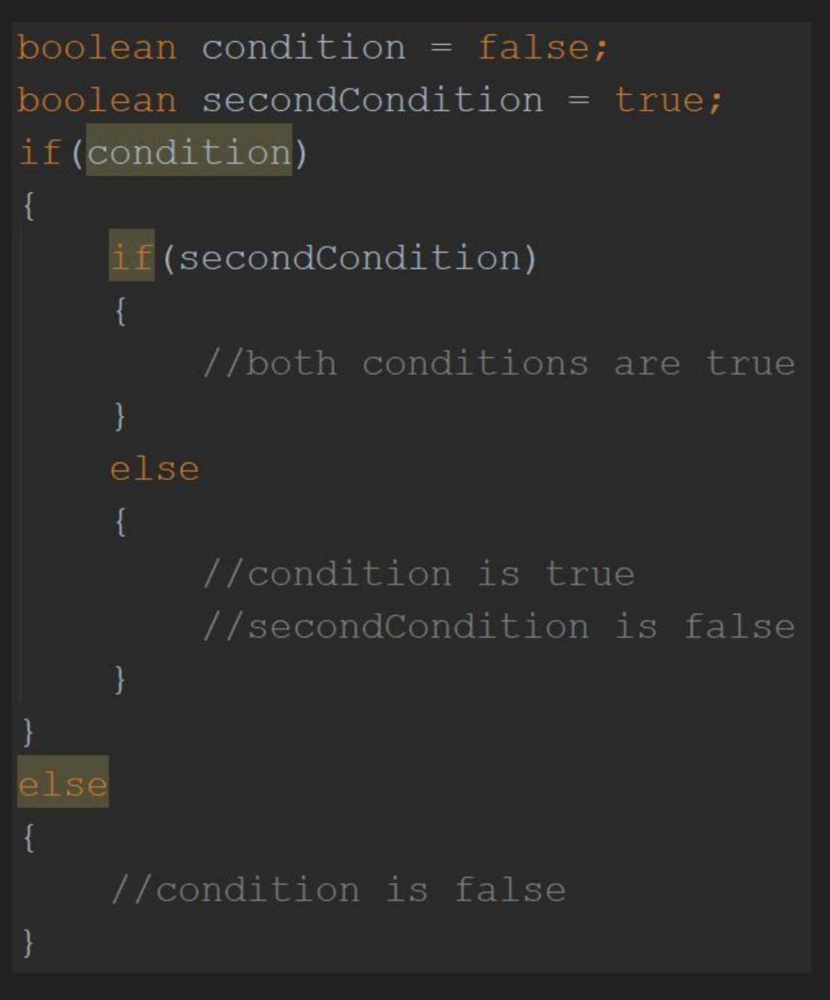 boolean condition = false;
boolean secondCondition = true;
if(condition)
{
if(secondCondition)
{
//both conditions are true
}
else
{
//condition is true
//secondCondition is false
}
}
else
{
//condition is false
}